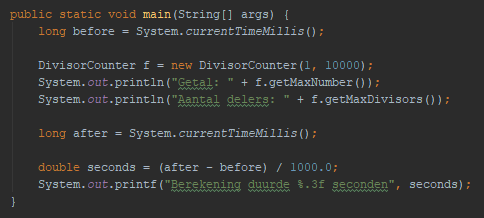 public static void main(String[] args) {
long before = System.currentTimeMillis();
DivisorCounter f = new DivisorCounter(1, 10000);
System.out.println("Getal: " + f.getMaxNumber());
System.out.println("Aantal delers: " + f.getMaxDivisors());
long after = System.currentTimeMillis();
double seconds = (after - before) / 1000.0;
System.out.printf("Berekening duurde %.3f seconden", seconds);
}